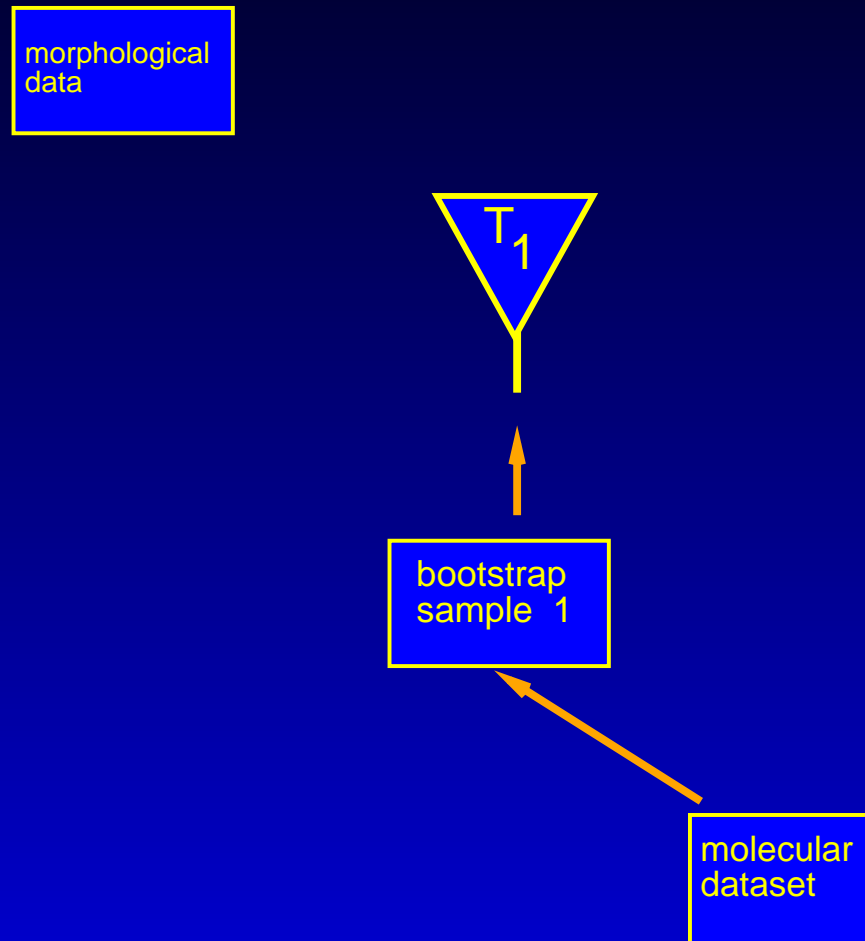 morphological
data
T1
bootstrap
sample 1
molecular
dataset